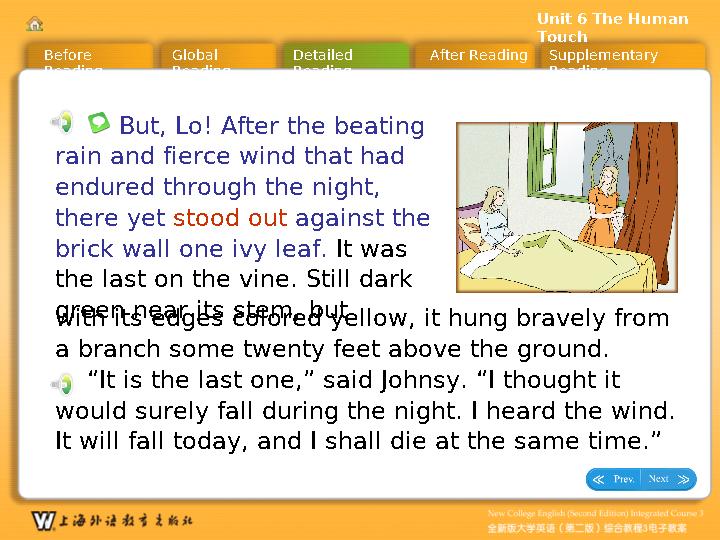 Unit 6 The Human
Touch
Before
Reading
Global
Reading
Detailed
Reading
After Reading
Supplementary
Reading
But, Lo! After the beating
rain and fierce wind that had
endured through the night,
there yet stood out against the
brick wall one ivy leaf. It was
the last on the vine. Still dark
green near its stem, but
with its edges colored yellow, it hung bravely from
a branch some twenty feet above the ground.
“It is the last one,” said Johnsy. “I thought it
would surely fall during the night. I heard the wind.
It will fall today, and I shall die at the same time.”
Prev. Next
W 上海外语教育出版社
New College English (Second Edition) Integrated Course 3
全新版大学英语（第二版）综合教程3电子教案